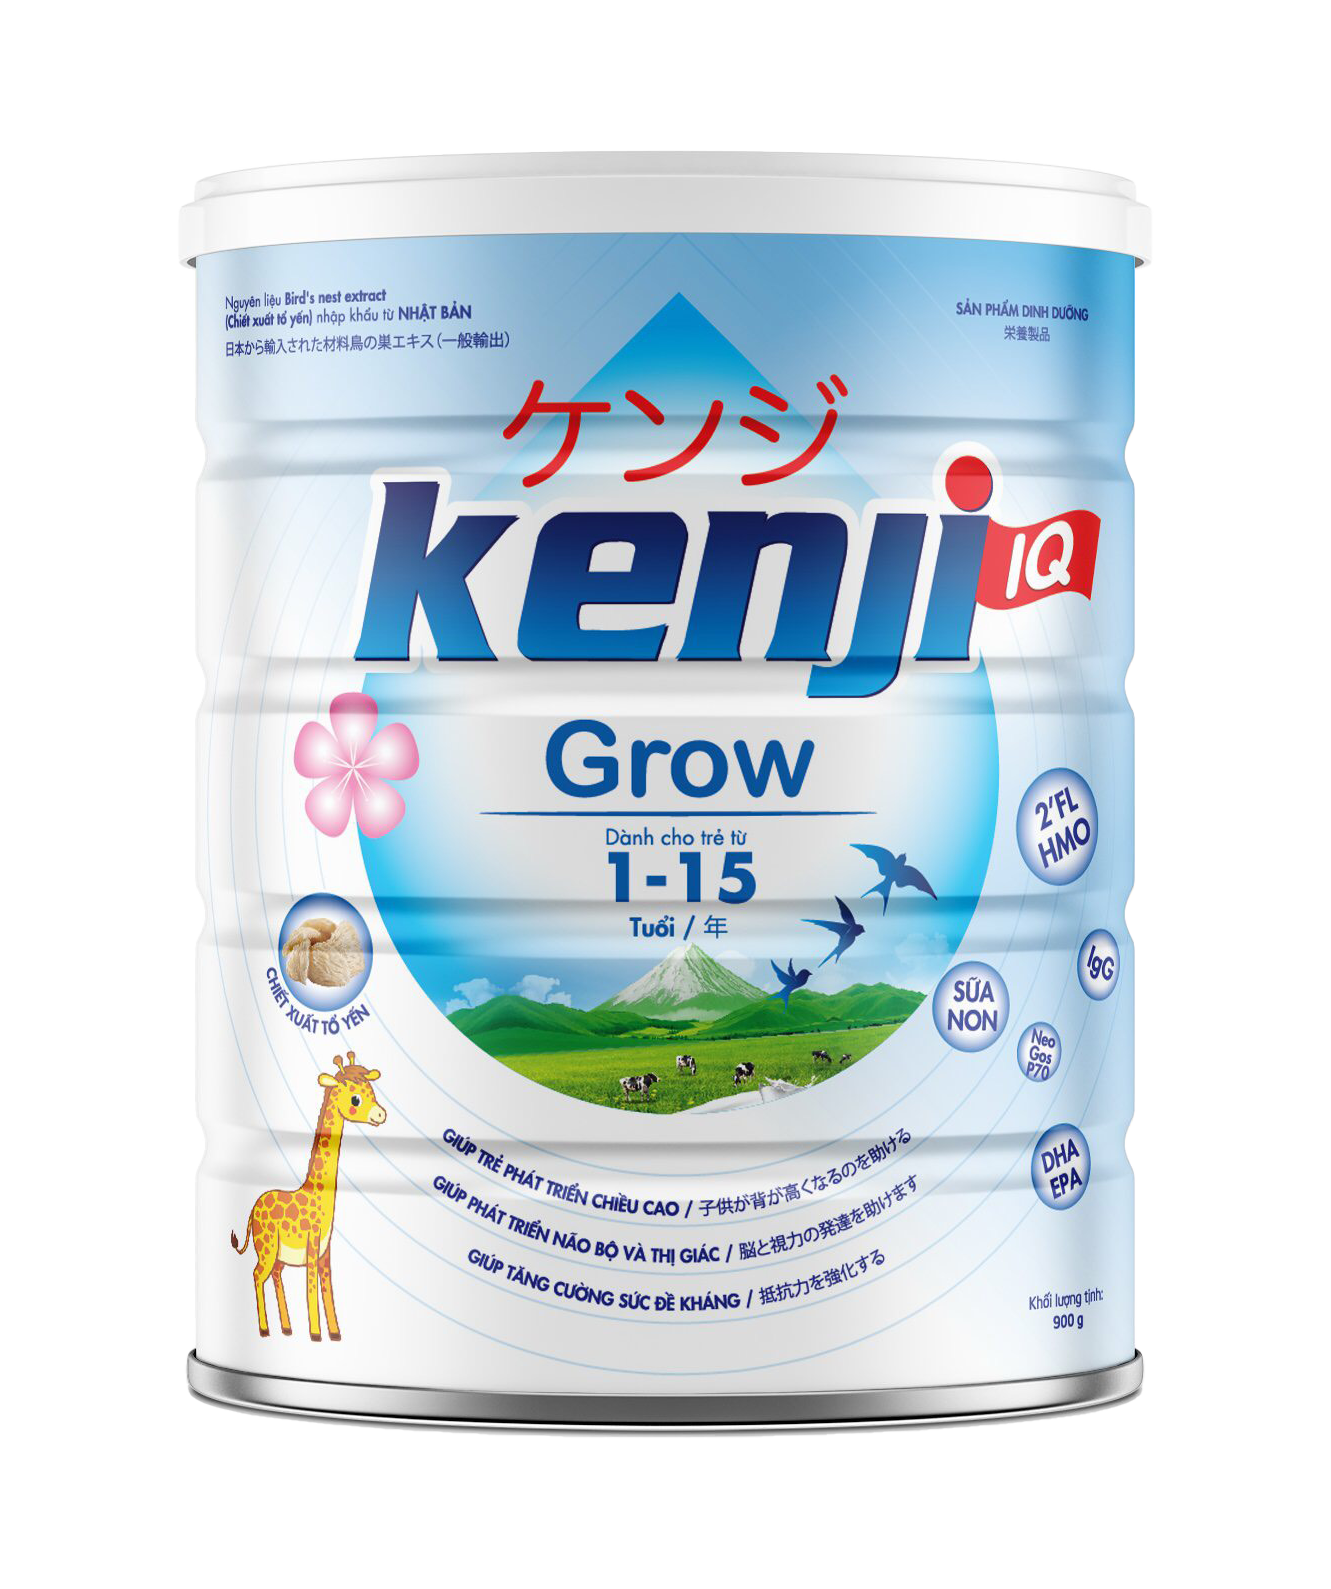 Nguyên liệu Bird's nest extract
(Chiết xuất tổ yến) nhập khẩu từ NHẬT BẢN
日本から輸入された材料鳥の巣エキス（一般輸出）
SẢN PHẨM DINH DƯỠNG
栄養製品
ケンジ
kenji
IQ
Grow
Dành cho trẻ từ
1-15
Tuổi / 年
2'FL
HMO
IgG
SỮA
NON
Neo
Gos
P70
DHA
EPA
CHIẾT XUẤT TỔ YẾN
GIÚP TRẺ PHÁT TRIỂN CHIỀU CAO / 子供が背が高くなるのを助ける
GIÚP PHÁT TRIỂN NÃO BỘ VÀ THỊ GIÁC / 脳と視力の発達を助けます
GIÚP TĂNG CƯỜNG SỨC ĐỀ KHÁNG / 抵抗力を強化する
Khối lượng tịnh:
900 g